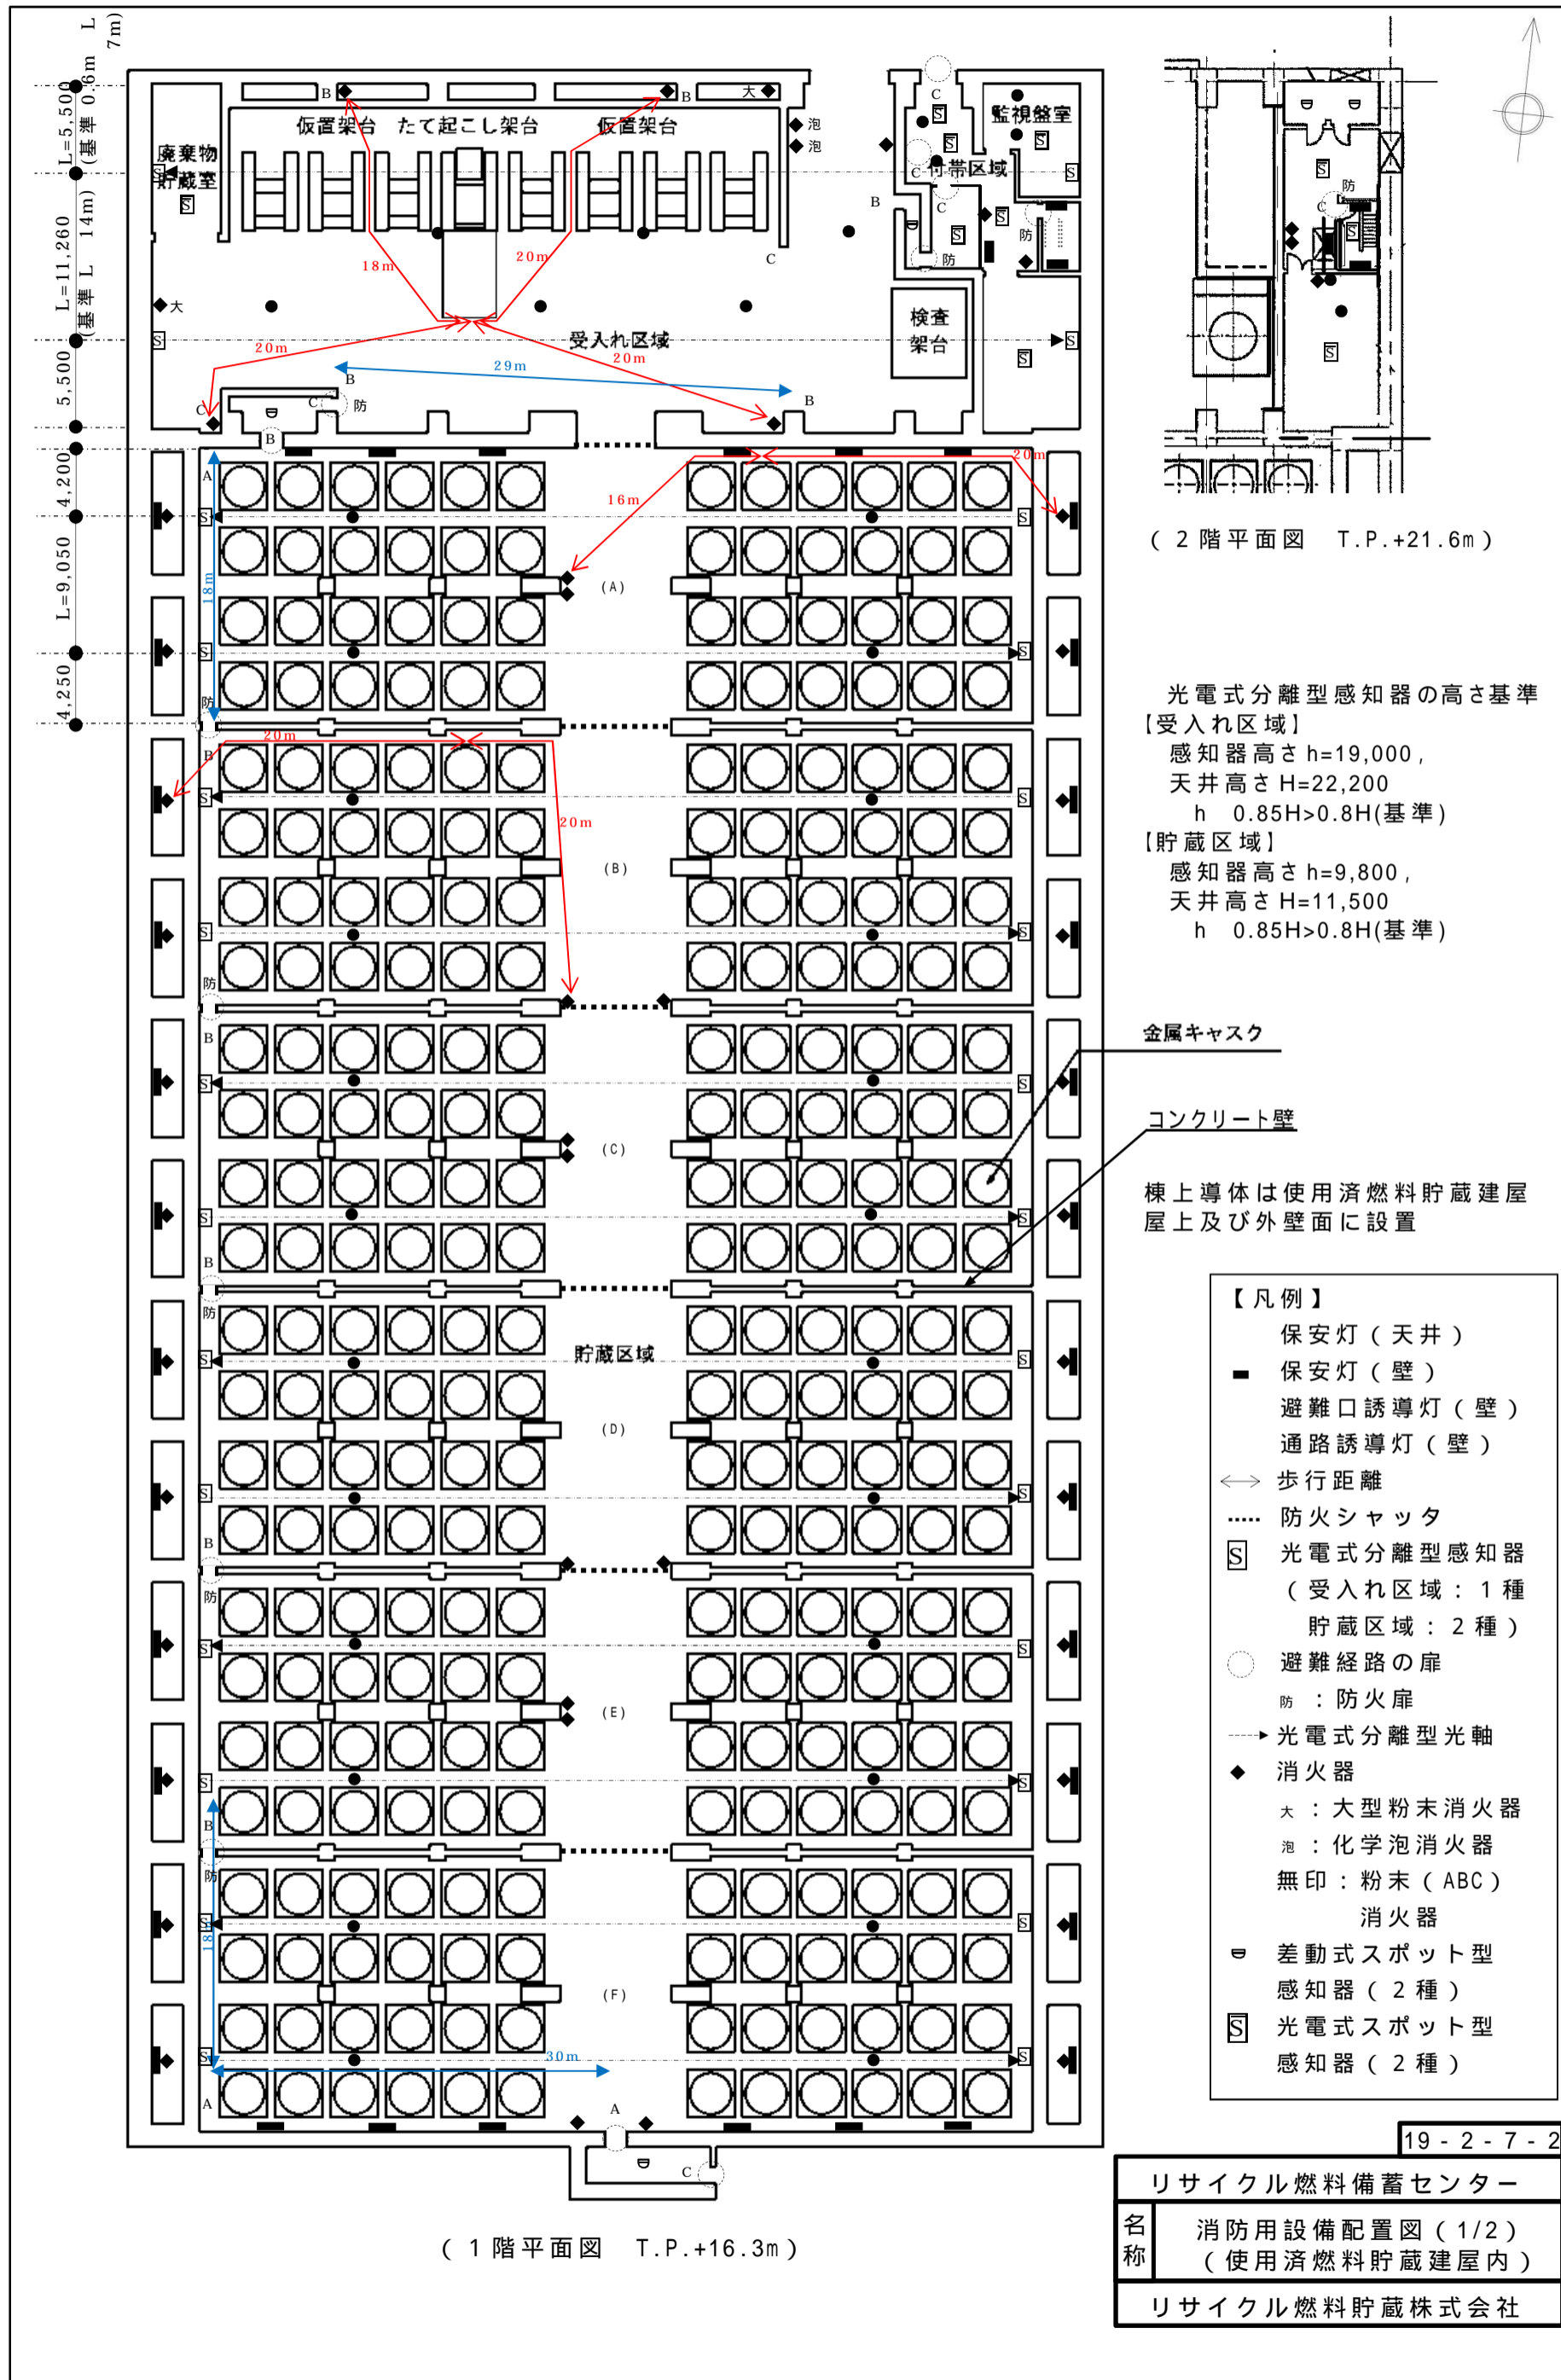 L=5,500
(基準 0.6m L 7m)
L=11,260
(基準 L 14m)
5,500
4,200
L=9,050
4,250
B
B
大
仮置架台 たて起こし架台 仮置架台
泡
泡
廃棄物
貯蔵室
S
S
C
S
S
監視盤室
S
S
付帯区域
C
C
B
S
S
防
防
C
18m
20m
大
S
受入れ区域
検査
架台
S
S
20m
20m
29m
B
B
C
C
防
B
A
S
S
18m
16m
20m
(A)
S
S
防
20m
B
S
S
20m
(B)
S
S
防
B
S
S
(C)
S
S
B
防
貯蔵区域
S
S
(D)
S
S
B
防
S
S
(E)
S
S
B
防
S
S
18m
(F)
S
S
30m
A
A
C
(1階平面図 T.P.+16.3m)
S
防
C
S
S
(2階平面図 T.P.+21.6m)
光電式分離型感知器の高さ基準
【受入れ区域】
感知器高さh=19,000,
天井高さH=22,200
h 0.85H>0.8H(基準)
【貯蔵区域】
感知器高さh=9,800,
天井高さH=11,500
h 0.85H>0.8H(基準)
金属キャスク
コンクリート壁
棟上導体は使用済燃料貯蔵建屋
屋上及び外壁面に設置
【凡例】
保安灯(天井)
保安灯(壁)
避難口誘導灯(壁)
通路誘導灯(壁)
歩行距離
防火シャッタ
S 光電式分離型感知器
(受入れ区域:1種
貯蔵区域:2種)
避難経路の扉
防 :防火扉
光電式分離型光軸
消火器
大 :大型粉末消火器
泡 :化学泡消火器
無印:粉末(ABC)
消火器
差動式スポット型
感知器(2種)
S 光電式スポット型
感知器(2種)
19-2-7-2
リサイクル燃料備蓄センター
名称
消防用設備配置図(1/2)
(使用済燃料貯蔵建屋内)
リサイクル燃料貯蔵株式会社